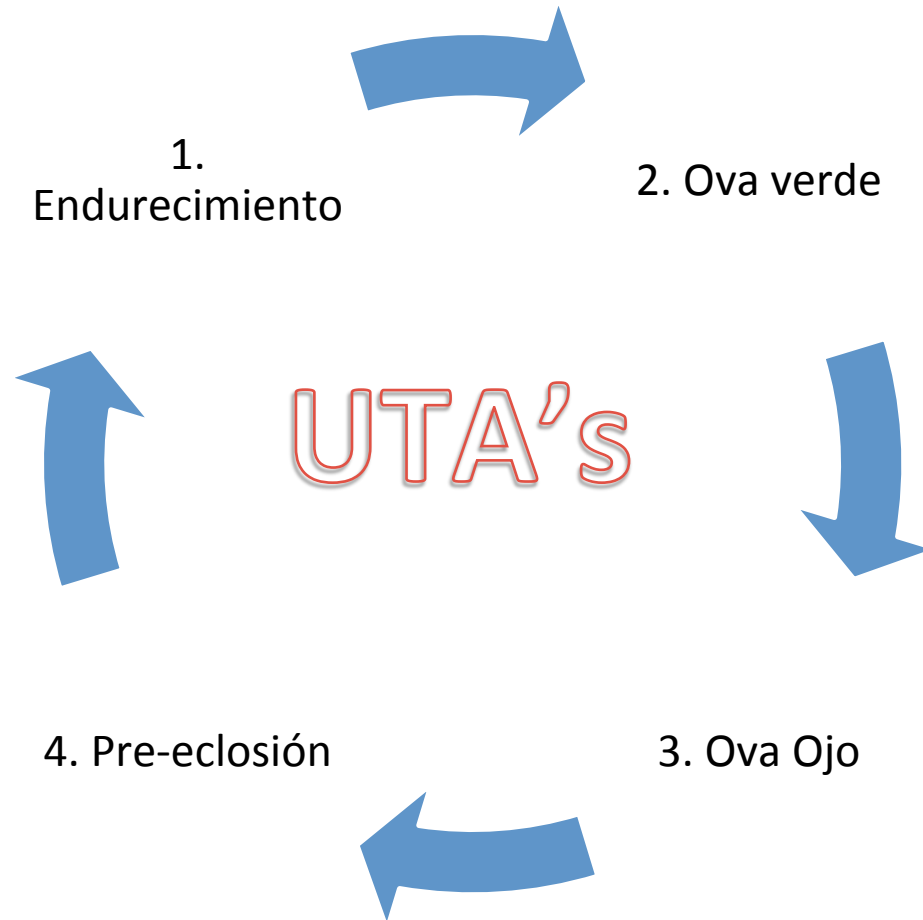 1.
Endurecimiento
2. Ova verde
UTA's
4. Pre-eclosión
3. Ova Ojo